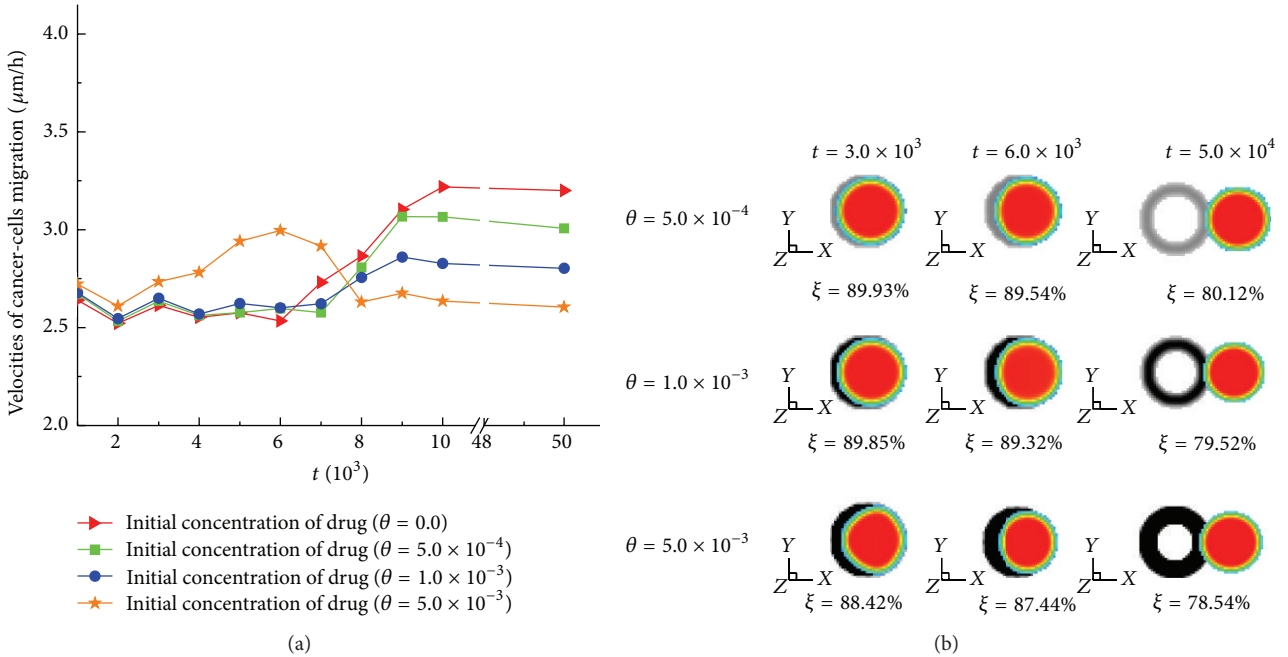 Velocities of cancer-cells migration (μm/h)
4.0
3.5
3.0
2.5
2.0
2 4 6 8 10 48 50
t (10³)
Initial concentration of drug (θ = 0.0)
Initial concentration of drug (θ = 5.0 × 10⁻⁴)
Initial concentration of drug (θ = 1.0 × 10⁻³)
Initial concentration of drug (θ = 5.0 × 10⁻³)
(a)
t = 3.0 × 10³ t = 6.0 × 10³ t = 5.0 × 10⁴
θ = 5.0 × 10⁻⁴
Y Y Y
Z X Z X Z X
ξ = 89.93% ξ = 89.54% ξ = 80.12%
θ = 1.0 × 10⁻³
Y Y Y
Z X Z X Z X
ξ = 89.85% ξ = 89.32% ξ = 79.52%
θ = 5.0 × 10⁻³
Y Y Y
Z X Z X Z X
ξ = 88.42% ξ = 87.44% ξ = 78.54%
(b)